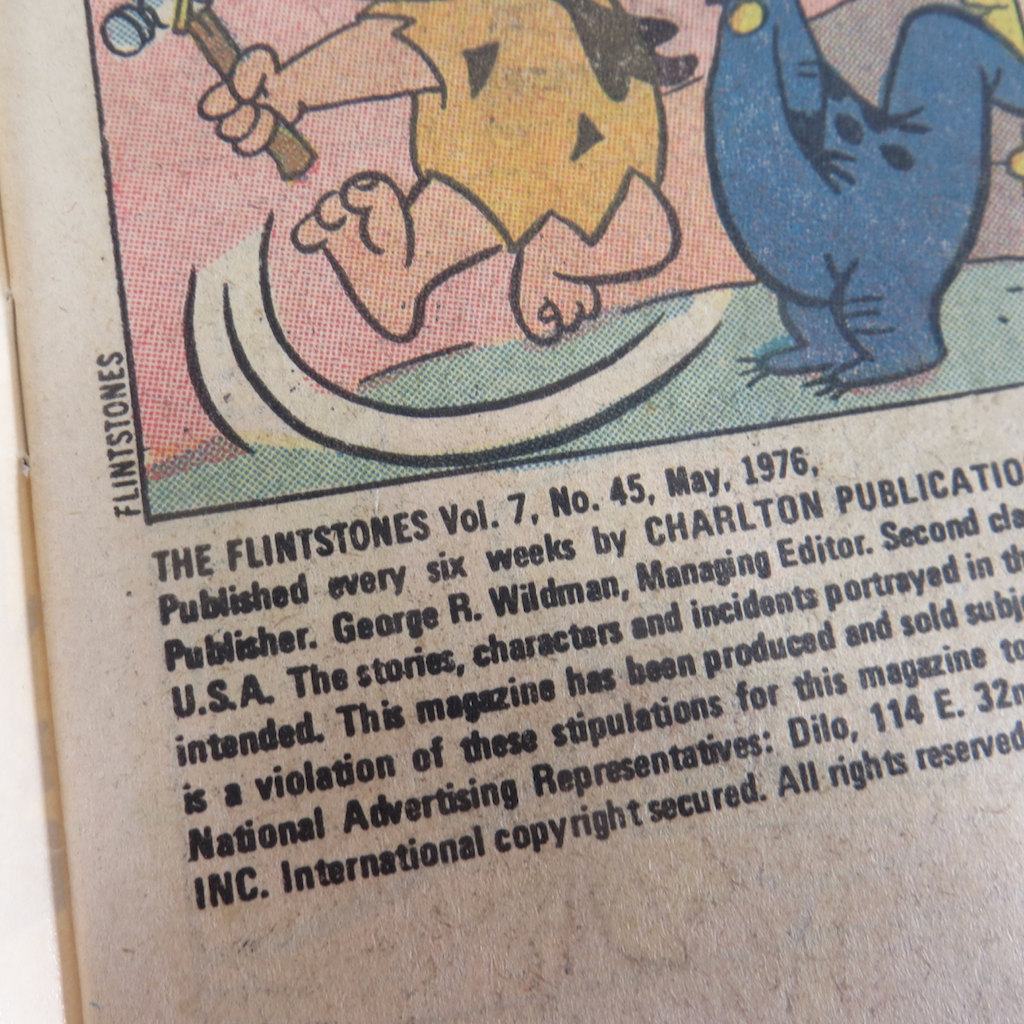 FLINTSTONES
THE FLINTSTONES Vol. 7, No. 45, May, 1976,
Published every six weeks by CHARLTON PUBLICATIO
Publisher. George R. Wildman, Managing Editor. Second cla
U.S.A. The stories, characters and incidents portrayed in th
intended. This magazine has been produced and sold subj
is a violation of these stipulations for this magazine to
National Advertising Representatives: Dilo, 114 E. 32n
INC. International copyright secured. All rights reserved